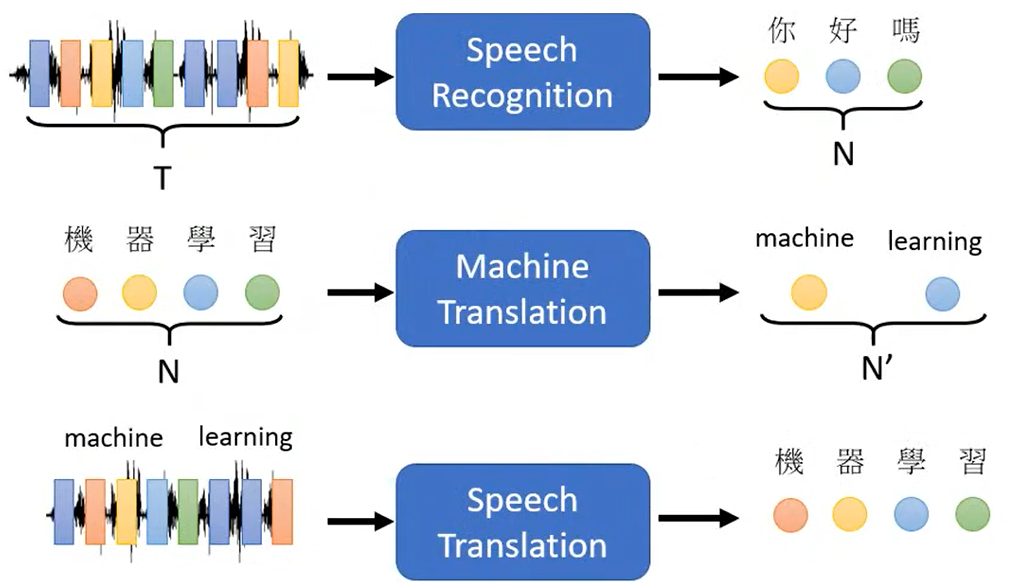 Speech
Recognition
你 好 嗎
T
N
機 器 學 習
Machine
Translation
machine learning
N
N’
machine learning
Speech
Translation
機 器 學 習